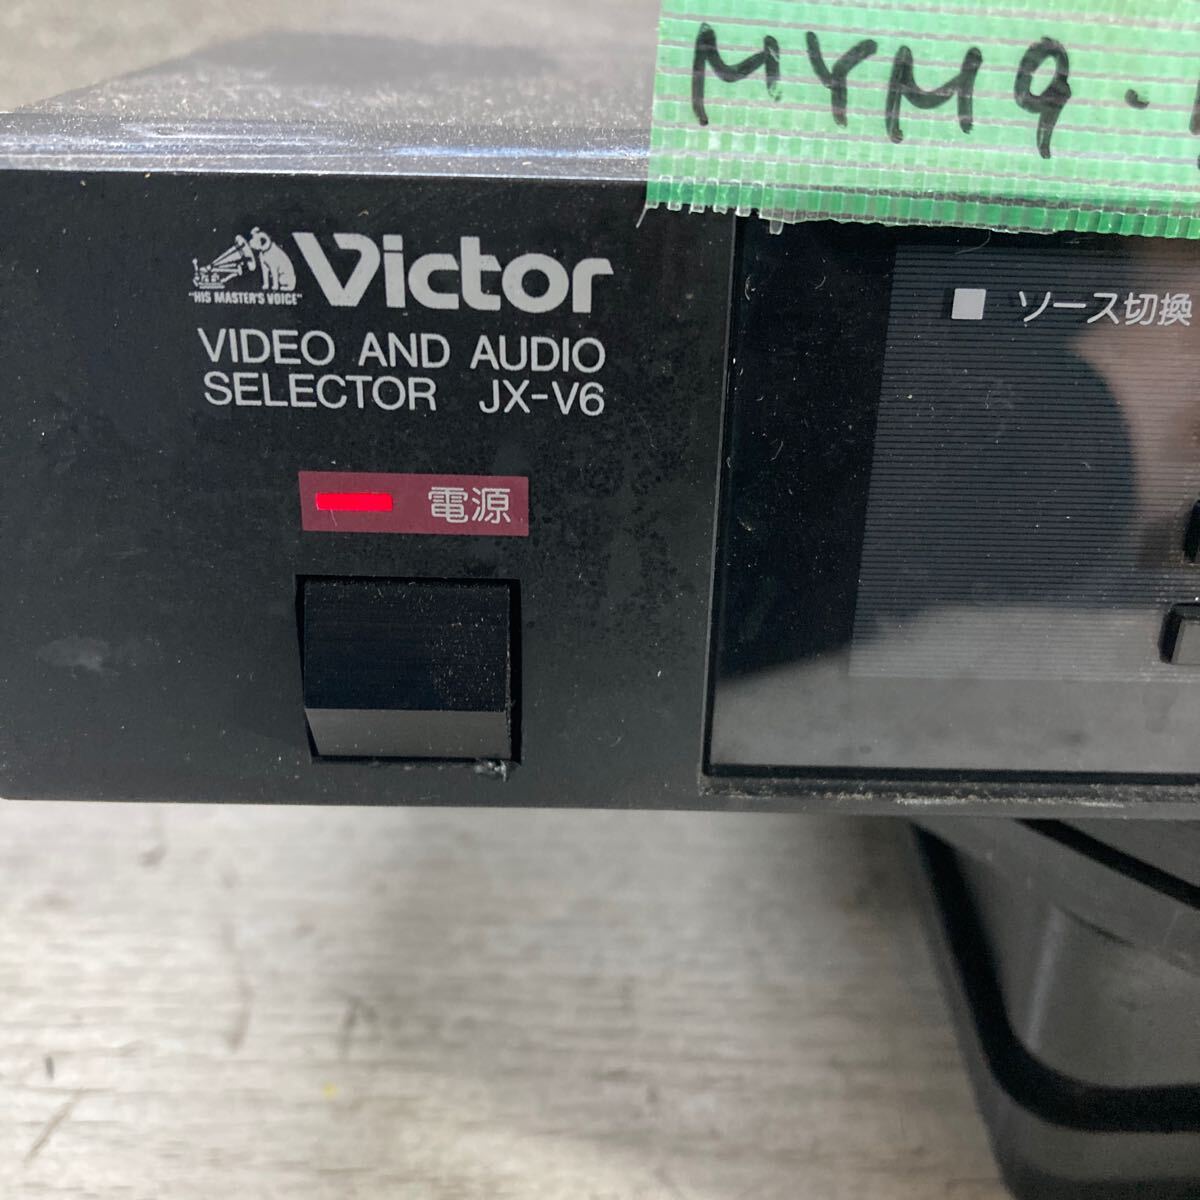 MYM9.
Victor
"HIS MASTER'S VOICE"
VIDEO AND AUDIO
SELECTOR JX-V6
電源
ソース切換